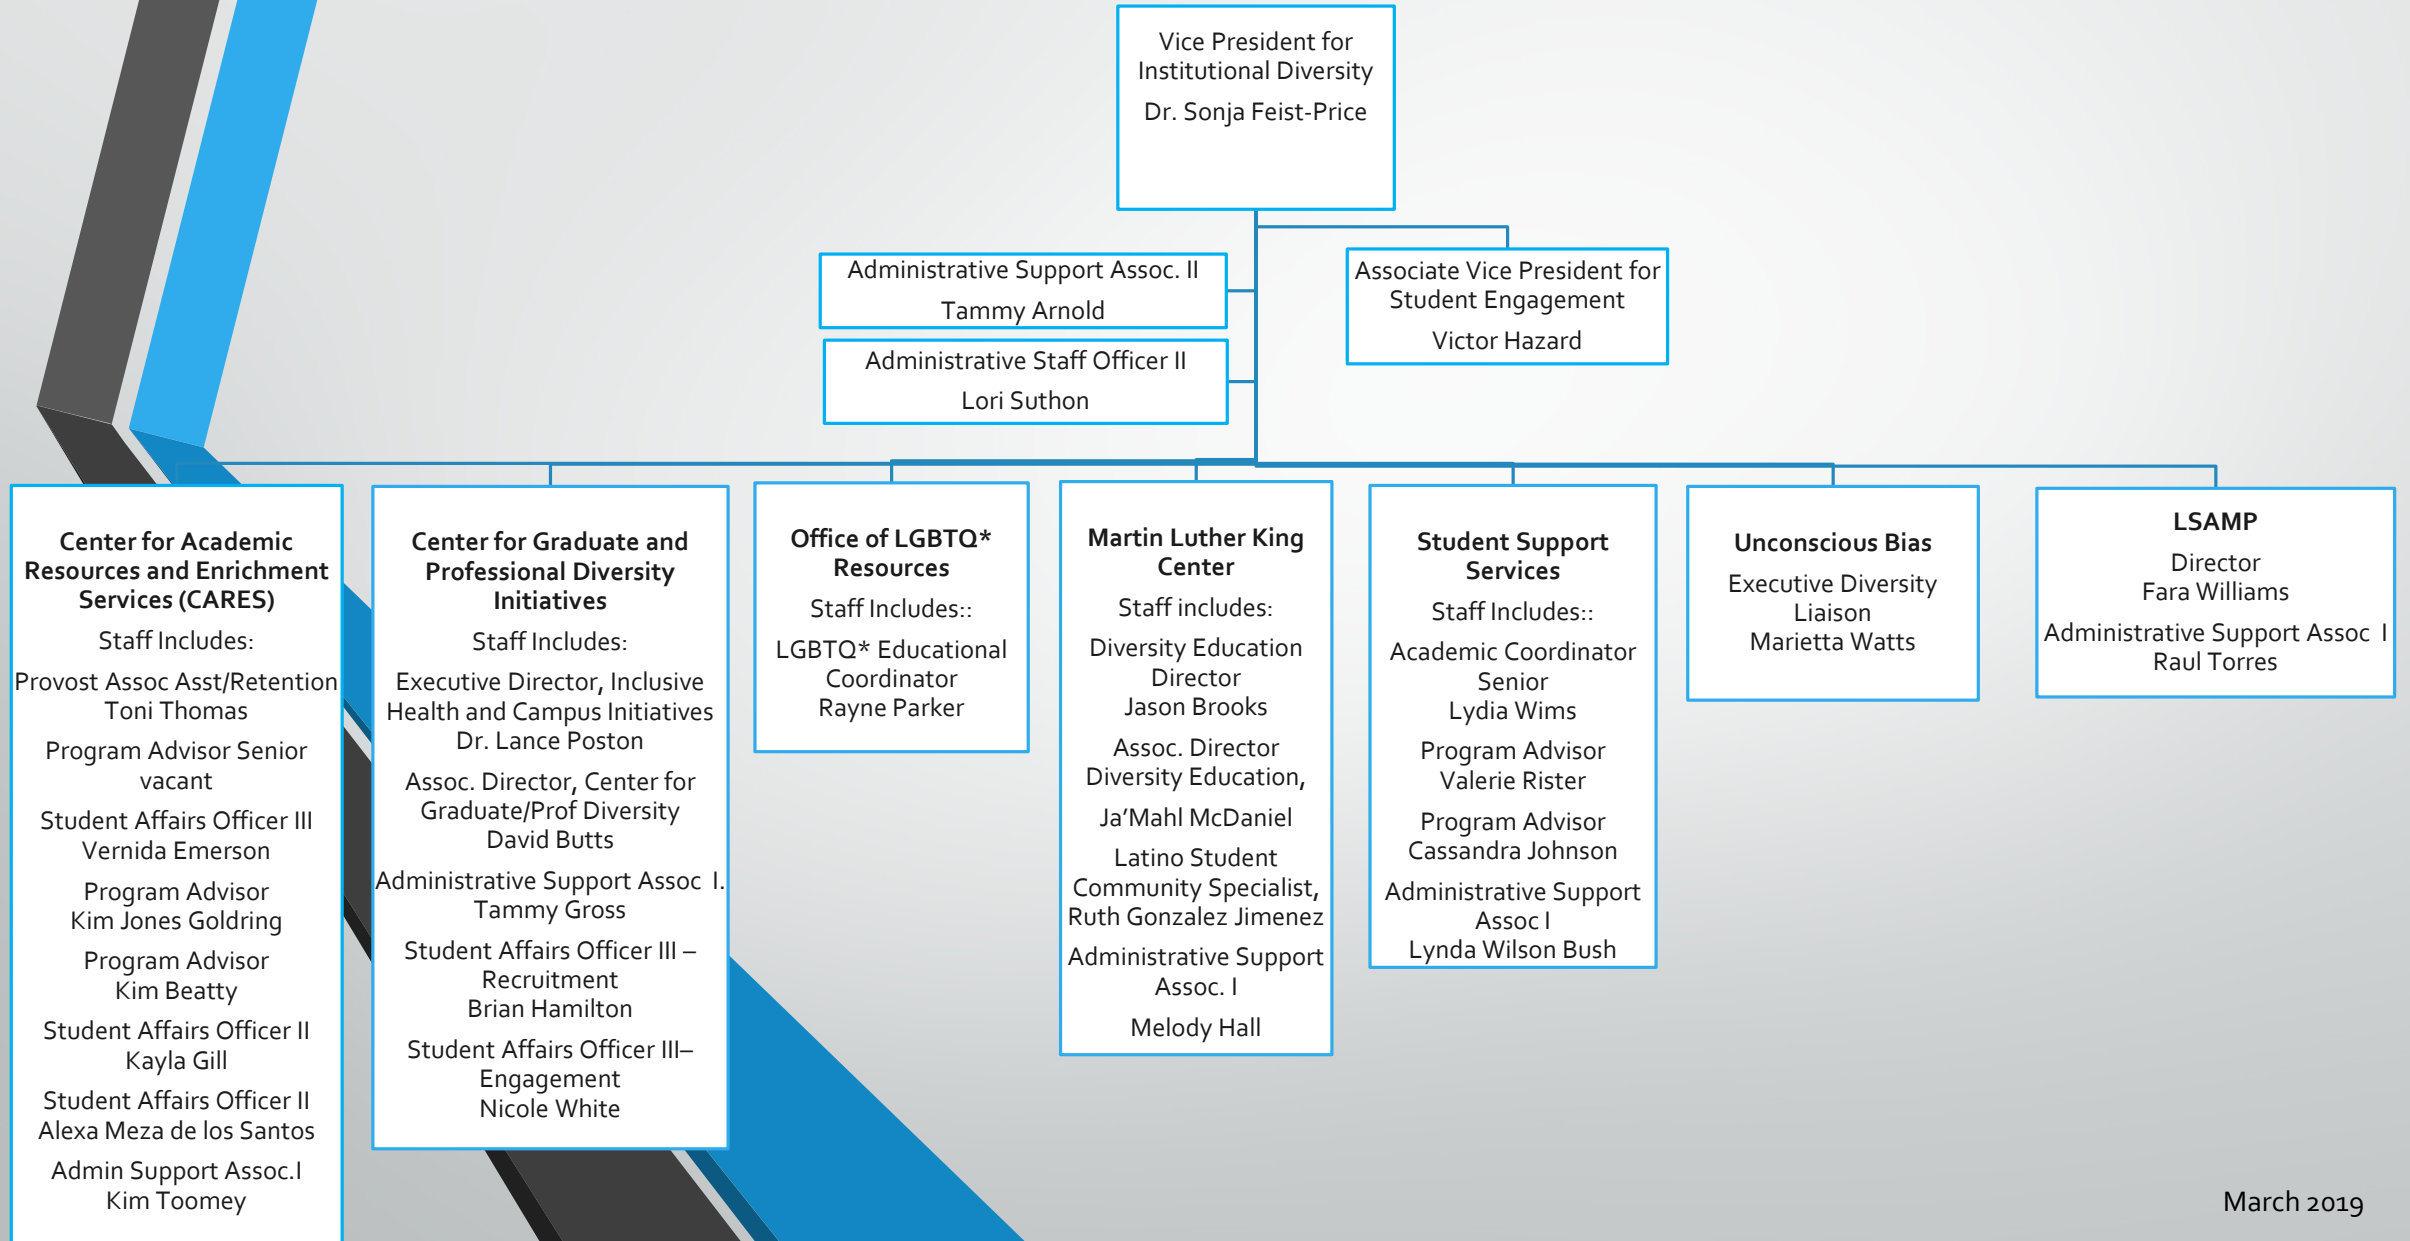 Vice President for
Institutional Diversity
Dr. Sonja Feist-Price
Administrative Support Assoc. II
Tammy Arnold
Associate Vice President for
Student Engagement
Victor Hazard
Administrative Staff Officer II
Lori Suthon
Center for Academic
Resources and Enrichment
Services (CARES)
Staff Includes:
Provost Assoc Asst/Retention
Toni Thomas
Program Advisor Senior
vacant
Student Affairs Officer III
Vernida Emerson
Program Advisor
Kim Jones Goldring
Program Advisor
Kim Beatty
Student Affairs Officer II
Kayla Gill
Student Affairs Officer II
Alexa Meza de los Santos
Admin Support Assoc.I
Kim Toomey
Center for Graduate and
Professional Diversity
Initiatives
Staff Includes:
Executive Director, Inclusive
Health and Campus Initiatives
Dr. Lance Poston
Assoc. Director, Center for
Graduate/Prof Diversity
David Butts
Administrative Support Assoc I.
Tammy Gross
Student Affairs Officer III –
Recruitment
Brian Hamilton
Student Affairs Officer III–
Engagement
Nicole White
Office of LGBTQ*
Resources
Staff Includes::
LGBTQ* Educational
Coordinator
Rayne Parker
Martin Luther King
Center
Staff includes:
Diversity Education
Director
Jason Brooks
Assoc. Director
Diversity Education,
Ja’Mahl McDaniel
Latino Student
Community Specialist,
Ruth Gonzalez Jimenez
Administrative Support
Assoc. I
Melody Hall
Student Support
Services
Staff Includes::
Academic Coordinator
Senior
Lydia Wims
Program Advisor
Valerie Rister
Program Advisor
Cassandra Johnson
Administrative Support
Assoc I
Lynda Wilson Bush
Unconscious Bias
Executive Diversity
Liaison
Marietta Watts
LSAMP
Director
Fara Williams
Administrative Support Assoc I
Raul Torres
March 2019